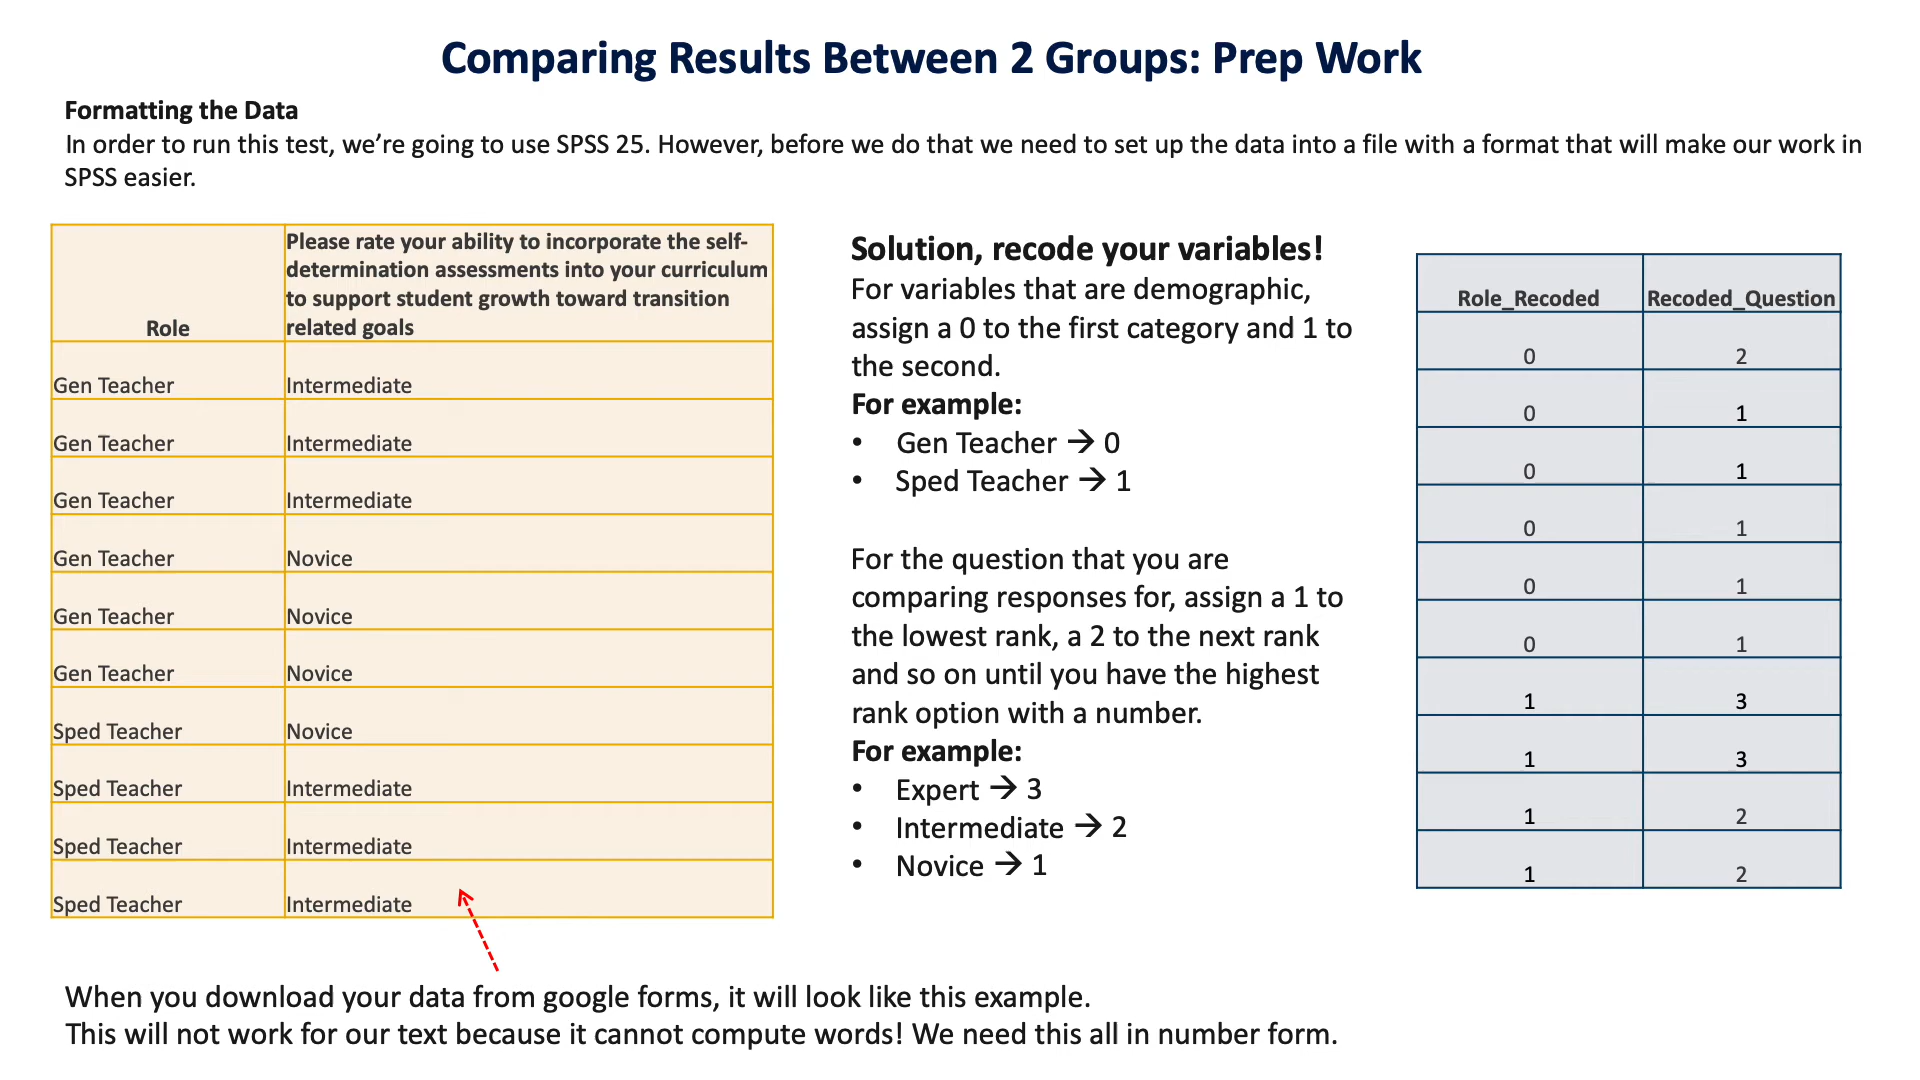 Comparing Results Between 2 Groups: Prep Work
Formatting the Data
In order to run this test, we’re going to use SPSS 25. However, before we do that we need to set up the data into a file with a format that will make our work in
SPSS easier.
Role
Please rate your ability to incorporate the self-
determination assessments into your curriculum
to support student growth toward transition
related goals
Gen Teacher Intermediate
Gen Teacher Intermediate
Gen Teacher Intermediate
Gen Teacher Novice
Gen Teacher Novice
Gen Teacher Novice
Sped Teacher Novice
Sped Teacher Intermediate
Sped Teacher Intermediate
Sped Teacher Intermediate
Solution, recode your variables!
For variables that are demographic,
assign a 0 to the first category and 1 to
the second.
For example:
• Gen Teacher → 0
• Sped Teacher → 1
For the question that you are
comparing responses for, assign a 1 to
the lowest rank, a 2 to the next rank
and so on until you have the highest
rank option with a number.
For example:
• Expert → 3
• Intermediate → 2
• Novice → 1
Role_Recoded Recoded_Question
0 2
0 1
0 1
0 1
0 1
0 1
1 3
1 3
1 2
1 2
When you download your data from google forms, it will look like this example.
This will not work for our text because it cannot compute words! We need this all in number form.